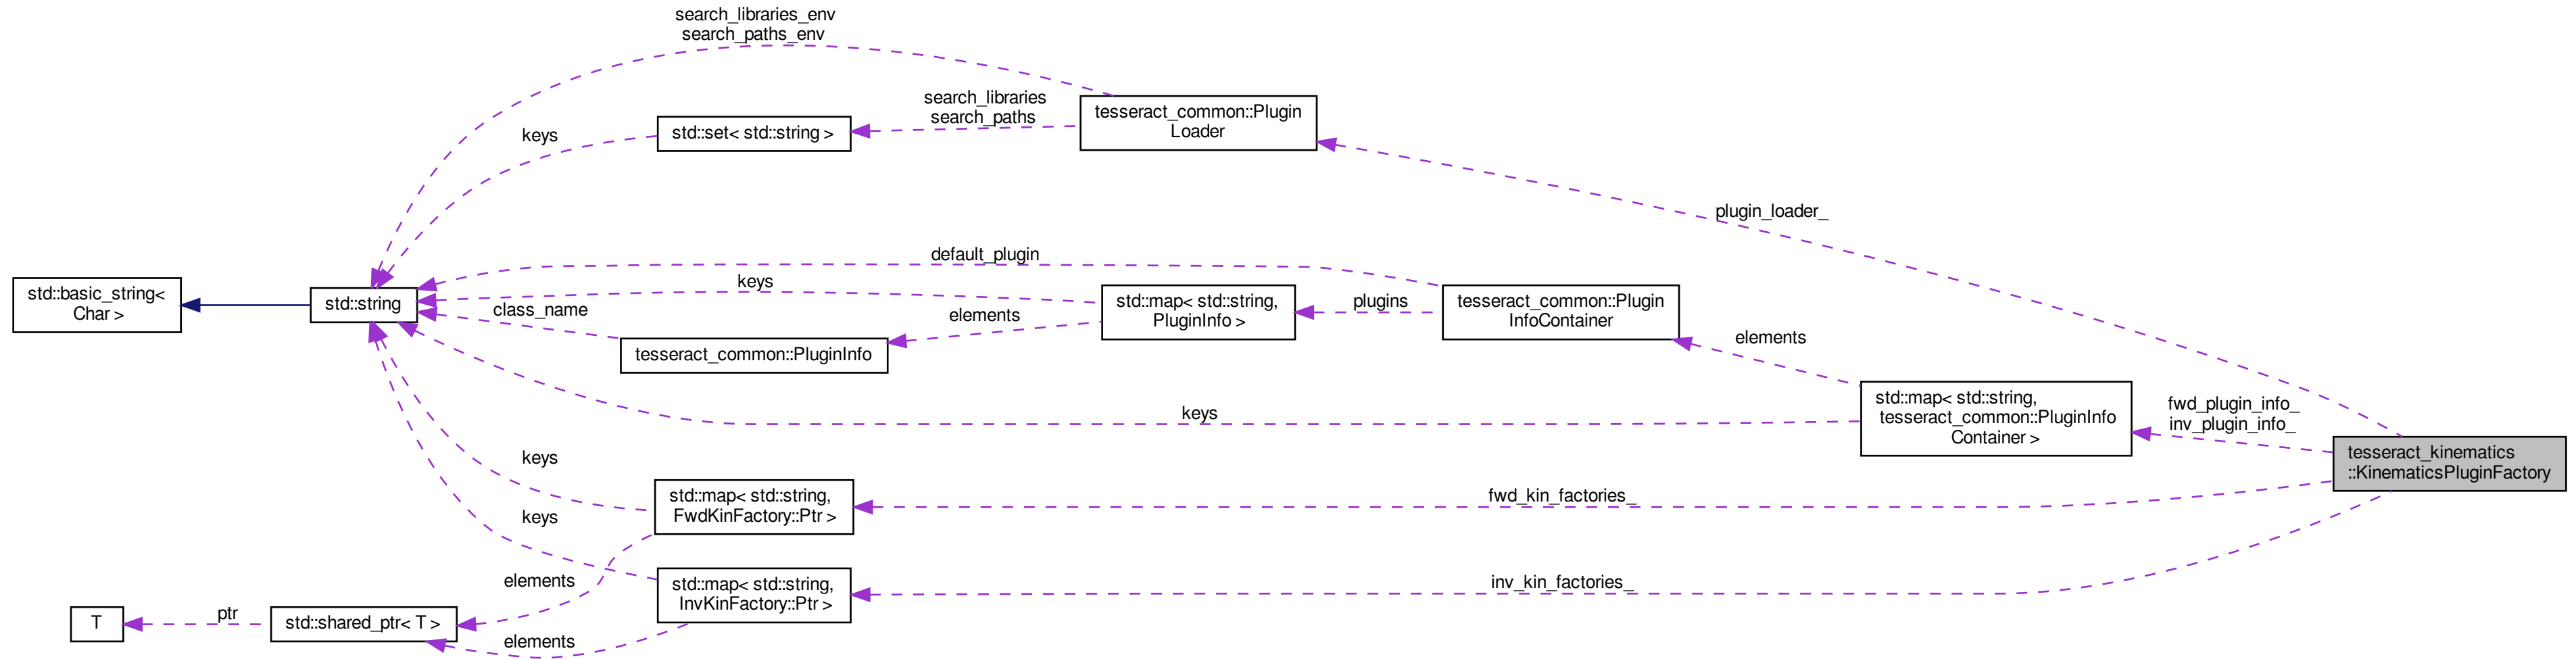 search_libraries_env
search_paths_env
search_libraries
search_paths
tesseract_common::Plugin
Loader
std::set< std::string >
keys
plugin_loader_
default_plugin
keys
std::basic_string<
Char >
std::string
class_name
tesseract_common::PluginInfo
elements
std::map< std::string,
PluginInfo >
plugins
tesseract_common::Plugin
InfoContainer
elements
keys
std::map< std::string,
tesseract_common::PluginInfo
Container >
fwd_plugin_info_
inv_plugin_info_
tesseract_kinematics
::KinematicsPluginFactory
keys
std::map< std::string,
FwdKinFactory::Ptr >
fwd_kin_factories_
keys
elements
std::map< std::string,
InvKinFactory::Ptr >
inv_kin_factories_
T
ptr
std::shared_ptr< T >
elements